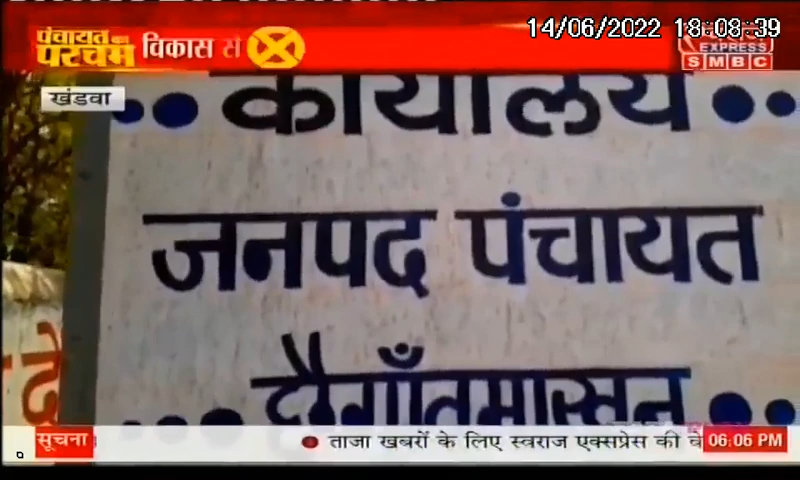 14/06/2022 18:08:39
पंचायत का परचम विकास से
EXPRESS
SMBC
खंडवा
कार्यालय
जनपद पंचायत
सूचना
ताजा खबरों के लिए स्वराज एक्सप्रेस की
06:06 PM